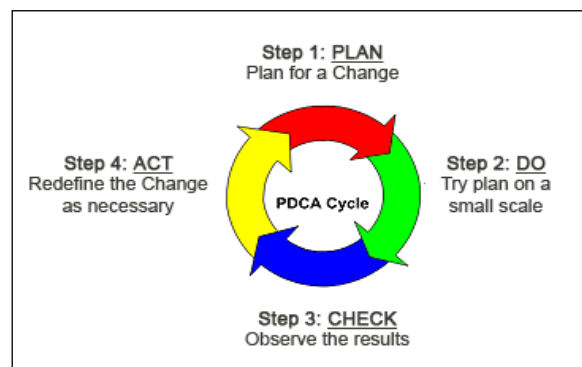 Step 1: PLAN
Plan for a Change
Step 2: DO
Try plan on a
small scale
Step 3: CHECK
Observe the results
Step 4: ACT
Redefine the Change
as necessary
PDCA Cycle